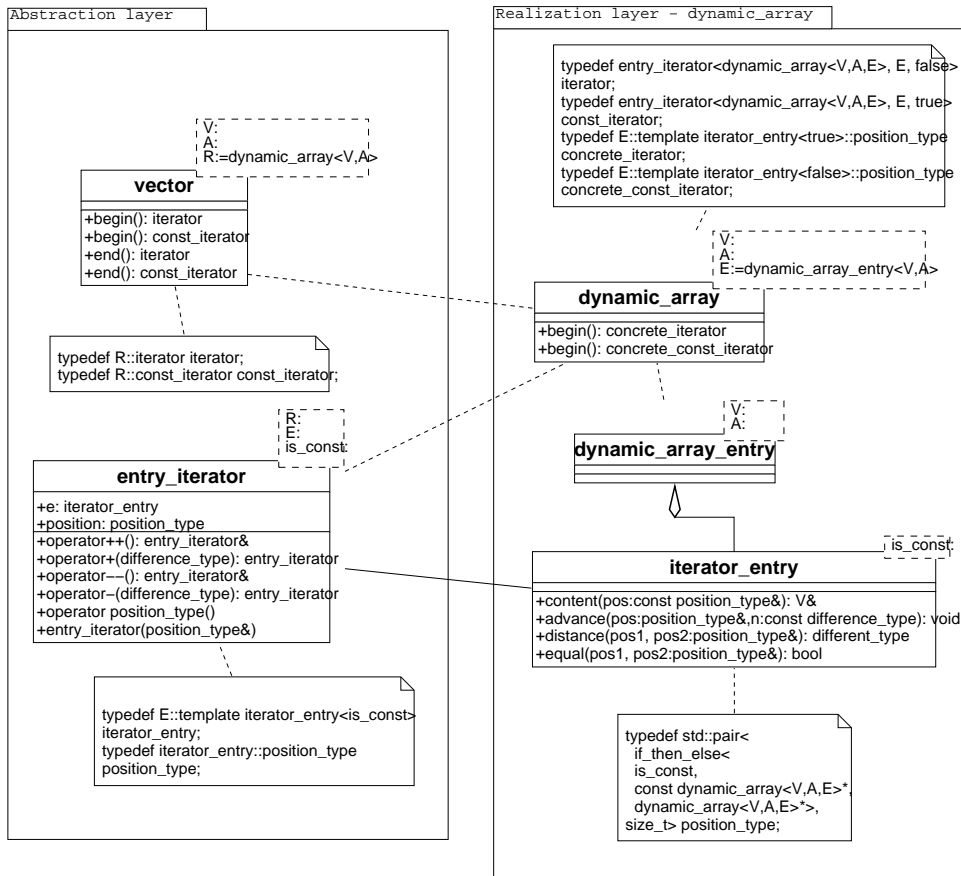 Abstraction layer
V:
A:
R:=dynamic_array<V,A>
vector
+begin(): iterator
+begin(): const_iterator
+end(): iterator
+end(): const_iterator
typedef R::iterator iterator;
typedef R::const_iterator const_iterator;
R:
E:
is_const:
entry_iterator
+e: iterator_entry
+position: position_type
+operator++(): entry_iterator&
+operator+(difference_type): entry_iterator
+operator−−(): entry_iterator&
+operator−(difference_type): entry_iterator
+operator position_type()
+entry_iterator(position_type&)
typedef E::template iterator_entry<is_const>
iterator_entry;
typedef iterator_entry::position_type
position_type;
Realization layer - dynamic_array
typedef entry_iterator<dynamic_array<V,A,E>, E, false>
iterator;
typedef entry_iterator<dynamic_array<V,A,E>, E, true>
const_iterator;
typedef E::template iterator_entry<true>::position_type
concrete_iterator;
typedef E::template iterator_entry<false>::position_type
concrete_const_iterator;
V:
A:
E:=dynamic_array_entry<V,A>
dynamic_array
+begin(): concrete_iterator
+begin(): concrete_const_iterator
V:
A:
dynamic_array_entry
is_const:
iterator_entry
+content(pos:const position_type&): V&
+advance(pos:position_type&,n:const difference_type): void
+distance(pos1, pos2:position_type&): different_type
+equal(pos1, pos2:position_type&): bool
typedef std::pair<
if_then_else<
is_const,
const dynamic_array<V,A,E>*,
dynamic_array<V,A,E>*>,
size_t> position_type;